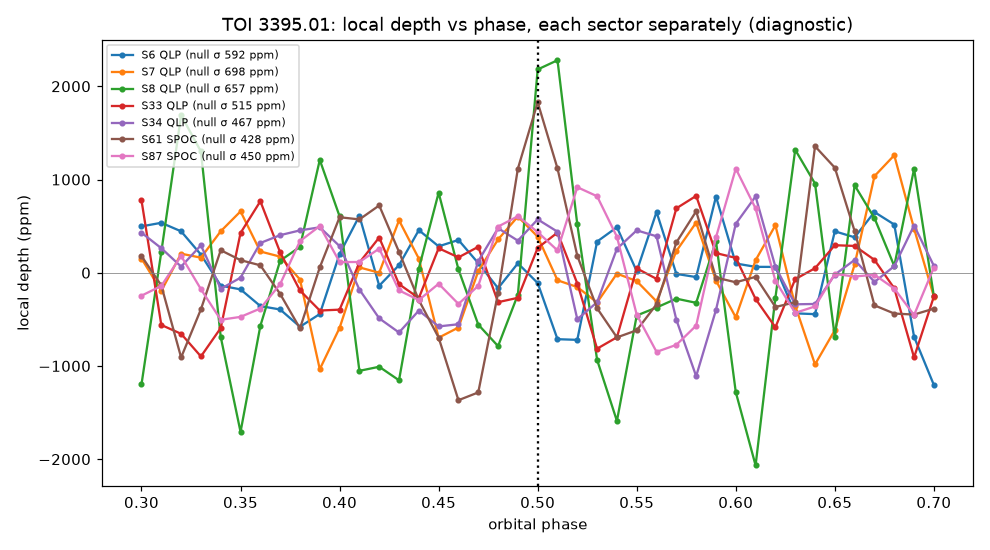 TOI 3395.01: local depth vs phase, each sector separately (diagnostic)
S6 QLP (null σ 592 ppm)
S7 QLP (null σ 698 ppm)
S8 QLP (null σ 657 ppm)
S33 QLP (null σ 515 ppm)
S34 QLP (null σ 467 ppm)
S61 SPOC (null σ 428 ppm)
S87 SPOC (null σ 450 ppm)
local depth (ppm)
2000
1000
0
−1000
−2000
0.30
0.35
0.40
0.45
0.50
0.55
0.60
0.65
0.70
orbital phase